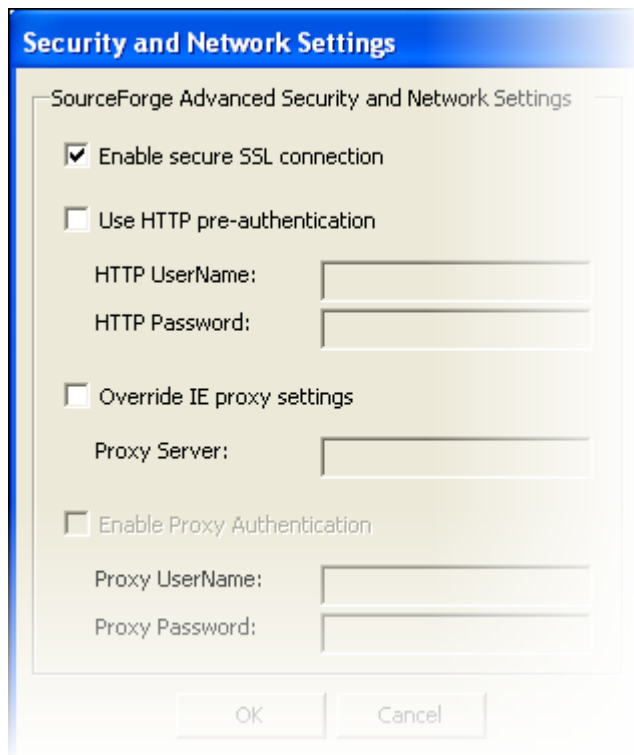 Security and Network Settings
SourceForge Advanced Security and Network Settings
Enable secure SSL connection
Use HTTP pre-authentication
HTTP UserName:
HTTP Password:
Override IE proxy settings
Proxy Server:
Enable Proxy Authentication
Proxy UserName:
Proxy Password:
OK Cancel